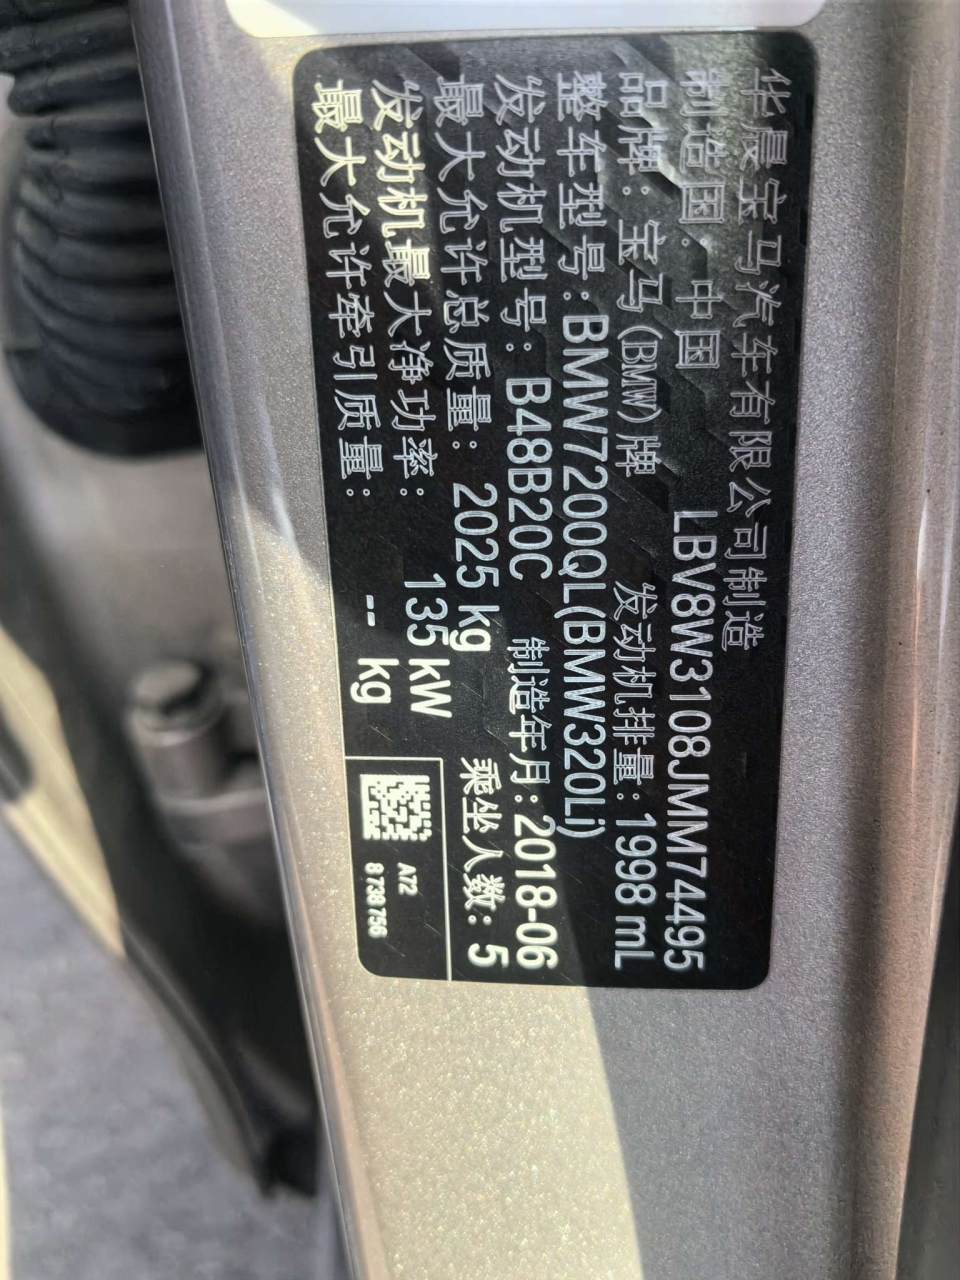 华晨宝马汽车有限公司制造
制造国：中国 LBV8W3108JMM74495
品牌：宝马(BMW)牌 发动机排量：1998 mL
整车型号：BMW7200QL(BMW320Li)
发动机型号：B48B20C 制造年月：2018-06
最大允许总质量：2025 kg 乘坐人数：5
发动机最大净功率：135 kW
最大允许牵引质量：-- kg
A72
8 738 756